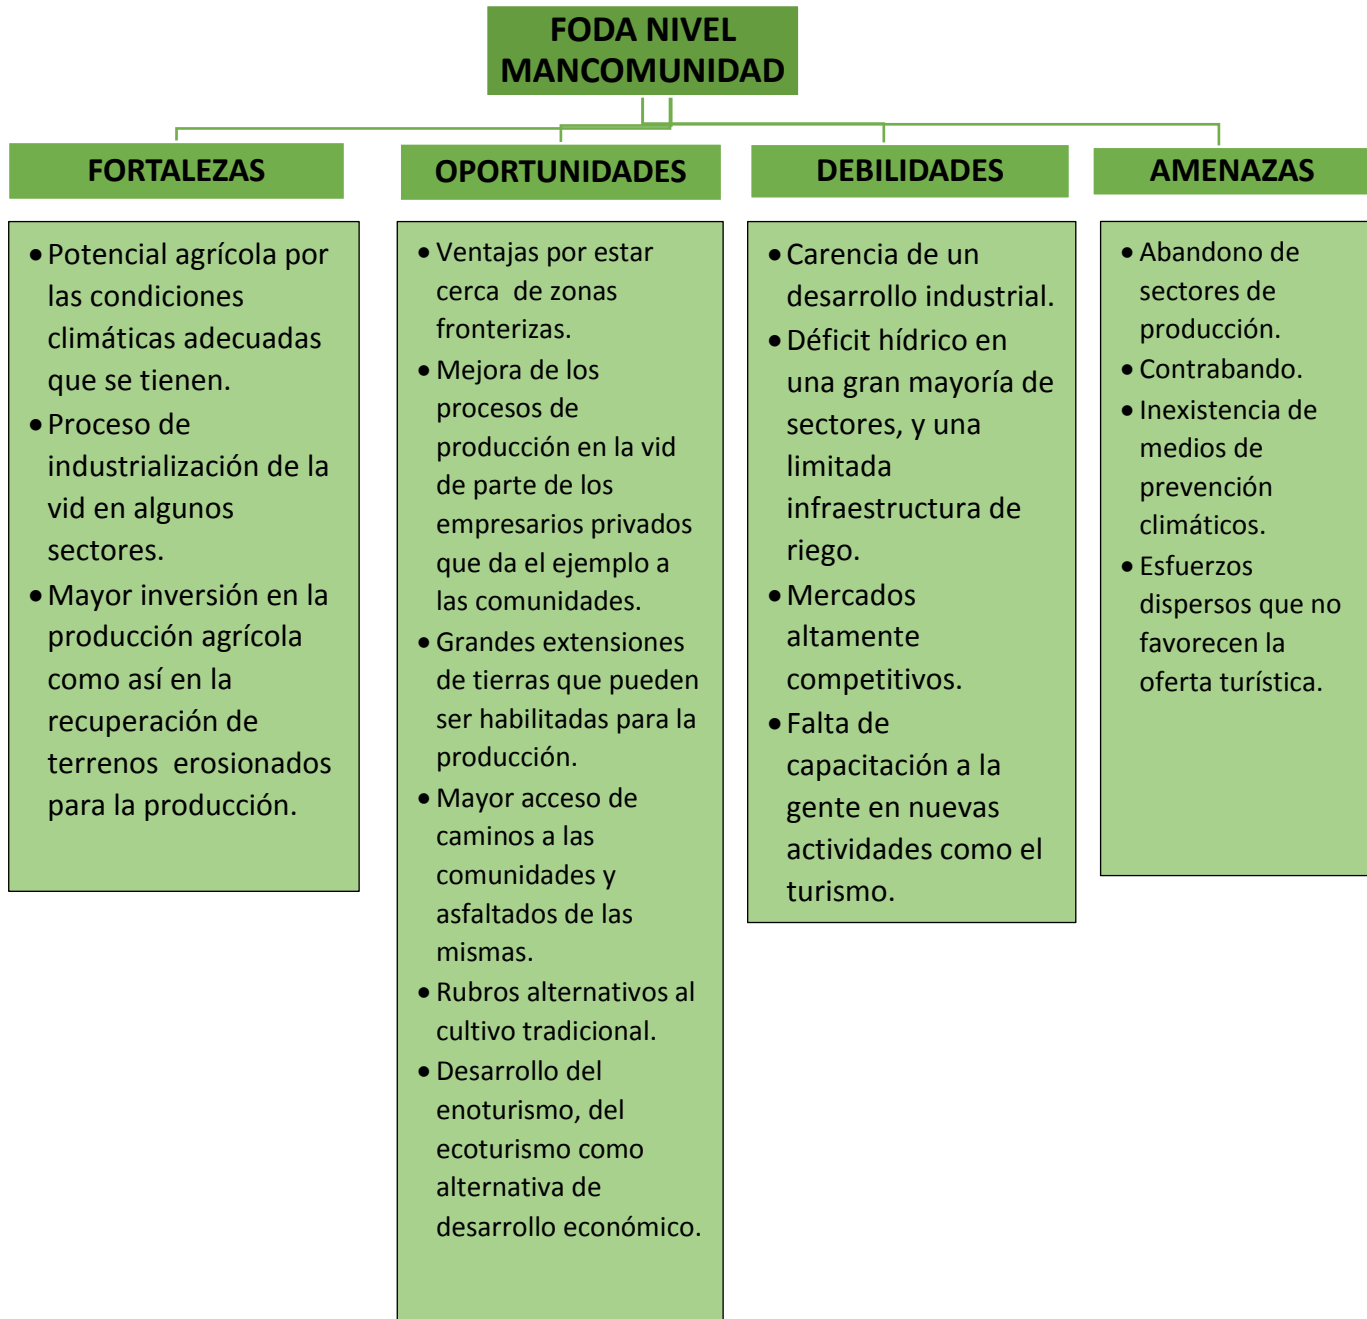 FODA NIVEL
MANCOMUNIDAD
FORTALEZAS
• Potencial agrícola por
las condiciones
climáticas adecuadas
que se tienen.
• Proceso de
industrialización de la
vid en algunos
sectores.
• Mayor inversión en la
producción agrícola
como así en la
recuperación de
terrenos erosionados
para la producción.
OPORTUNIDADES
• Ventajas por estar
cerca de zonas
fronterizas.
• Mejora de los
procesos de
producción en la vid
de parte de los
empresarios privados
que da el ejemplo a
las comunidades.
• Grandes extensiones
de tierras que pueden
ser habilitadas para la
producción.
• Mayor acceso de
caminos a las
comunidades y
asfaltados de las
mismas.
• Rubros alternativos al
cultivo tradicional.
• Desarrollo del
enoturismo, del
ecoturismo como
alternativa de
desarrollo económico.
DEBILIDADES
• Carencia de un
desarrollo industrial.
• Déficit hídrico en
una gran mayoría de
sectores, y una
limitada
infraestructura de
riego.
• Mercados
altamente
competitivos.
• Falta de
capacitación a la
gente en nuevas
actividades como el
turismo.
AMENAZAS
• Abandono de
sectores de
producción.
• Contrabando.
• Inexistencia de
medios de
prevención
climáticos.
• Esfuerzos
dispersos que no
favorecen la
oferta turística.